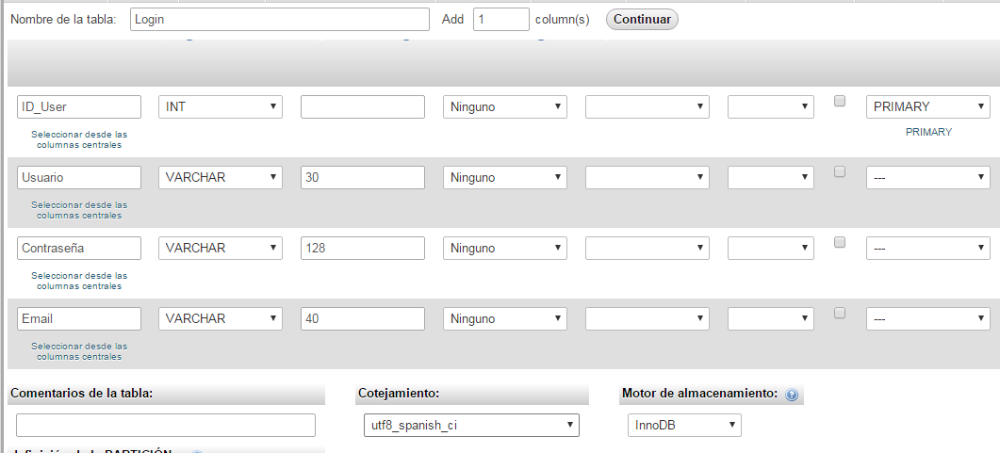 Nombre de la tabla: Login Add 1 column(s) Continuar
ID_User INT Ninguno PRIMARY
Seleccionar desde las PRIMARY
columnas centrales
Usuario VARCHAR 30 Ninguno ---
Seleccionar desde las
columnas centrales
Contraseña VARCHAR 128 Ninguno ---
Seleccionar desde las
columnas centrales
Email VARCHAR 40 Ninguno ---
Seleccionar desde las
columnas centrales
Comentarios de la tabla: Cotejamiento: Motor de almacenamiento:
utf8_spanish_ci InnoDB
definición de la PARTICIÓN